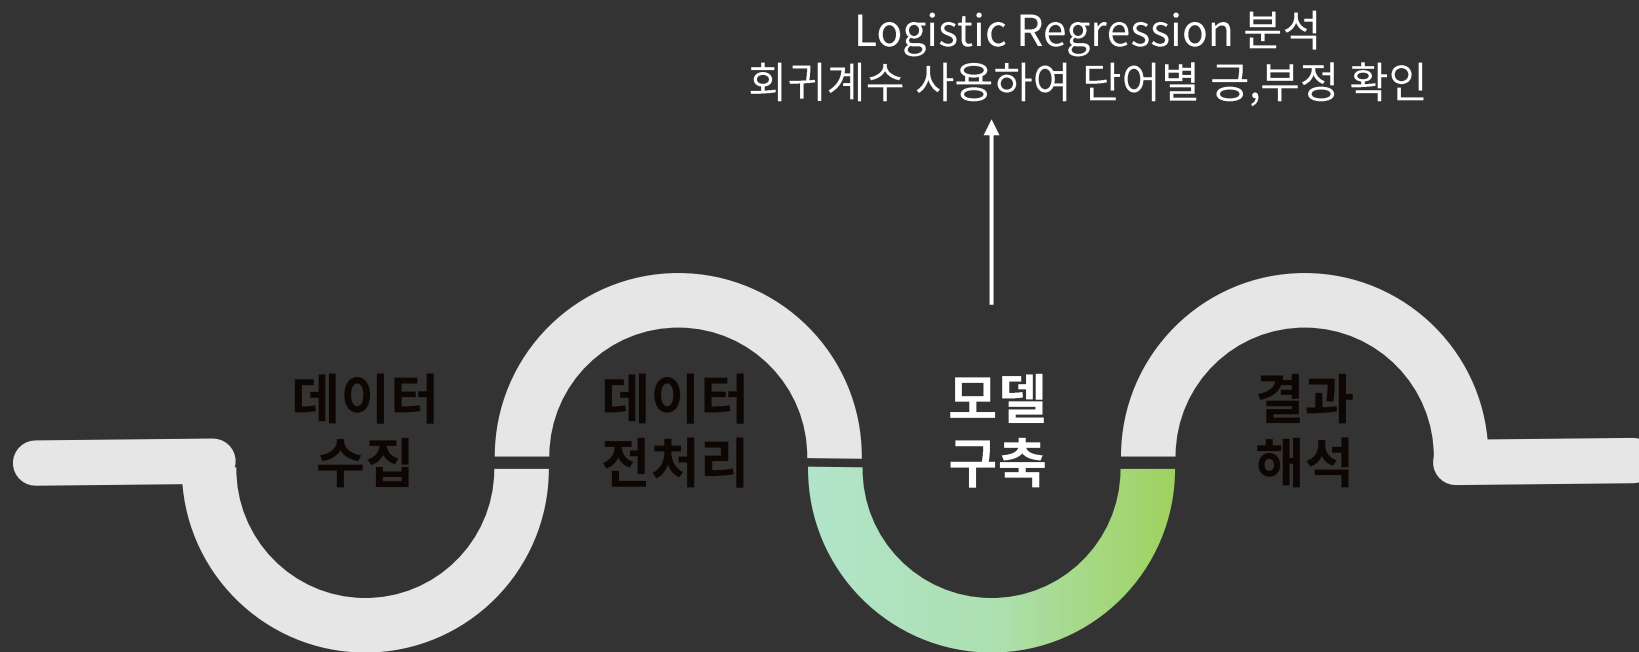 Logistic Regression 분석
회귀계수 사용하여 단어별 긍,부정 확인
데이터
수집
데이터
전처리
모델
구축
결과
해석